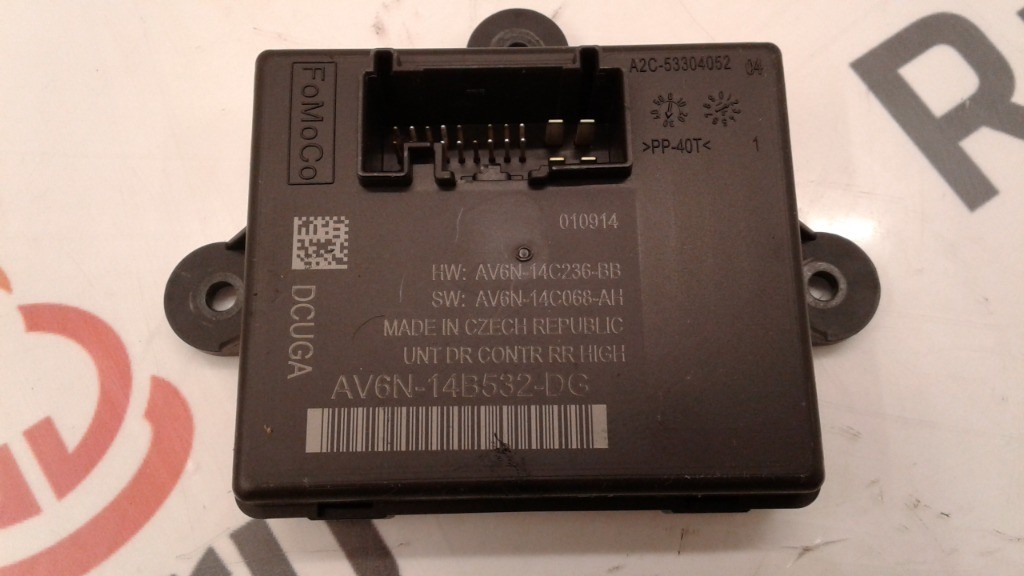 FoMoCo
A2C-53304052 04
>PP-40T< 1
010914
HW: AV6N-14C236-BB
SW: AV6N-14C068-AH
MADE IN CZECH REPUBLIC
UNT DR CONTR RR HIGH
DCUGA
AV6N-14B532-DG